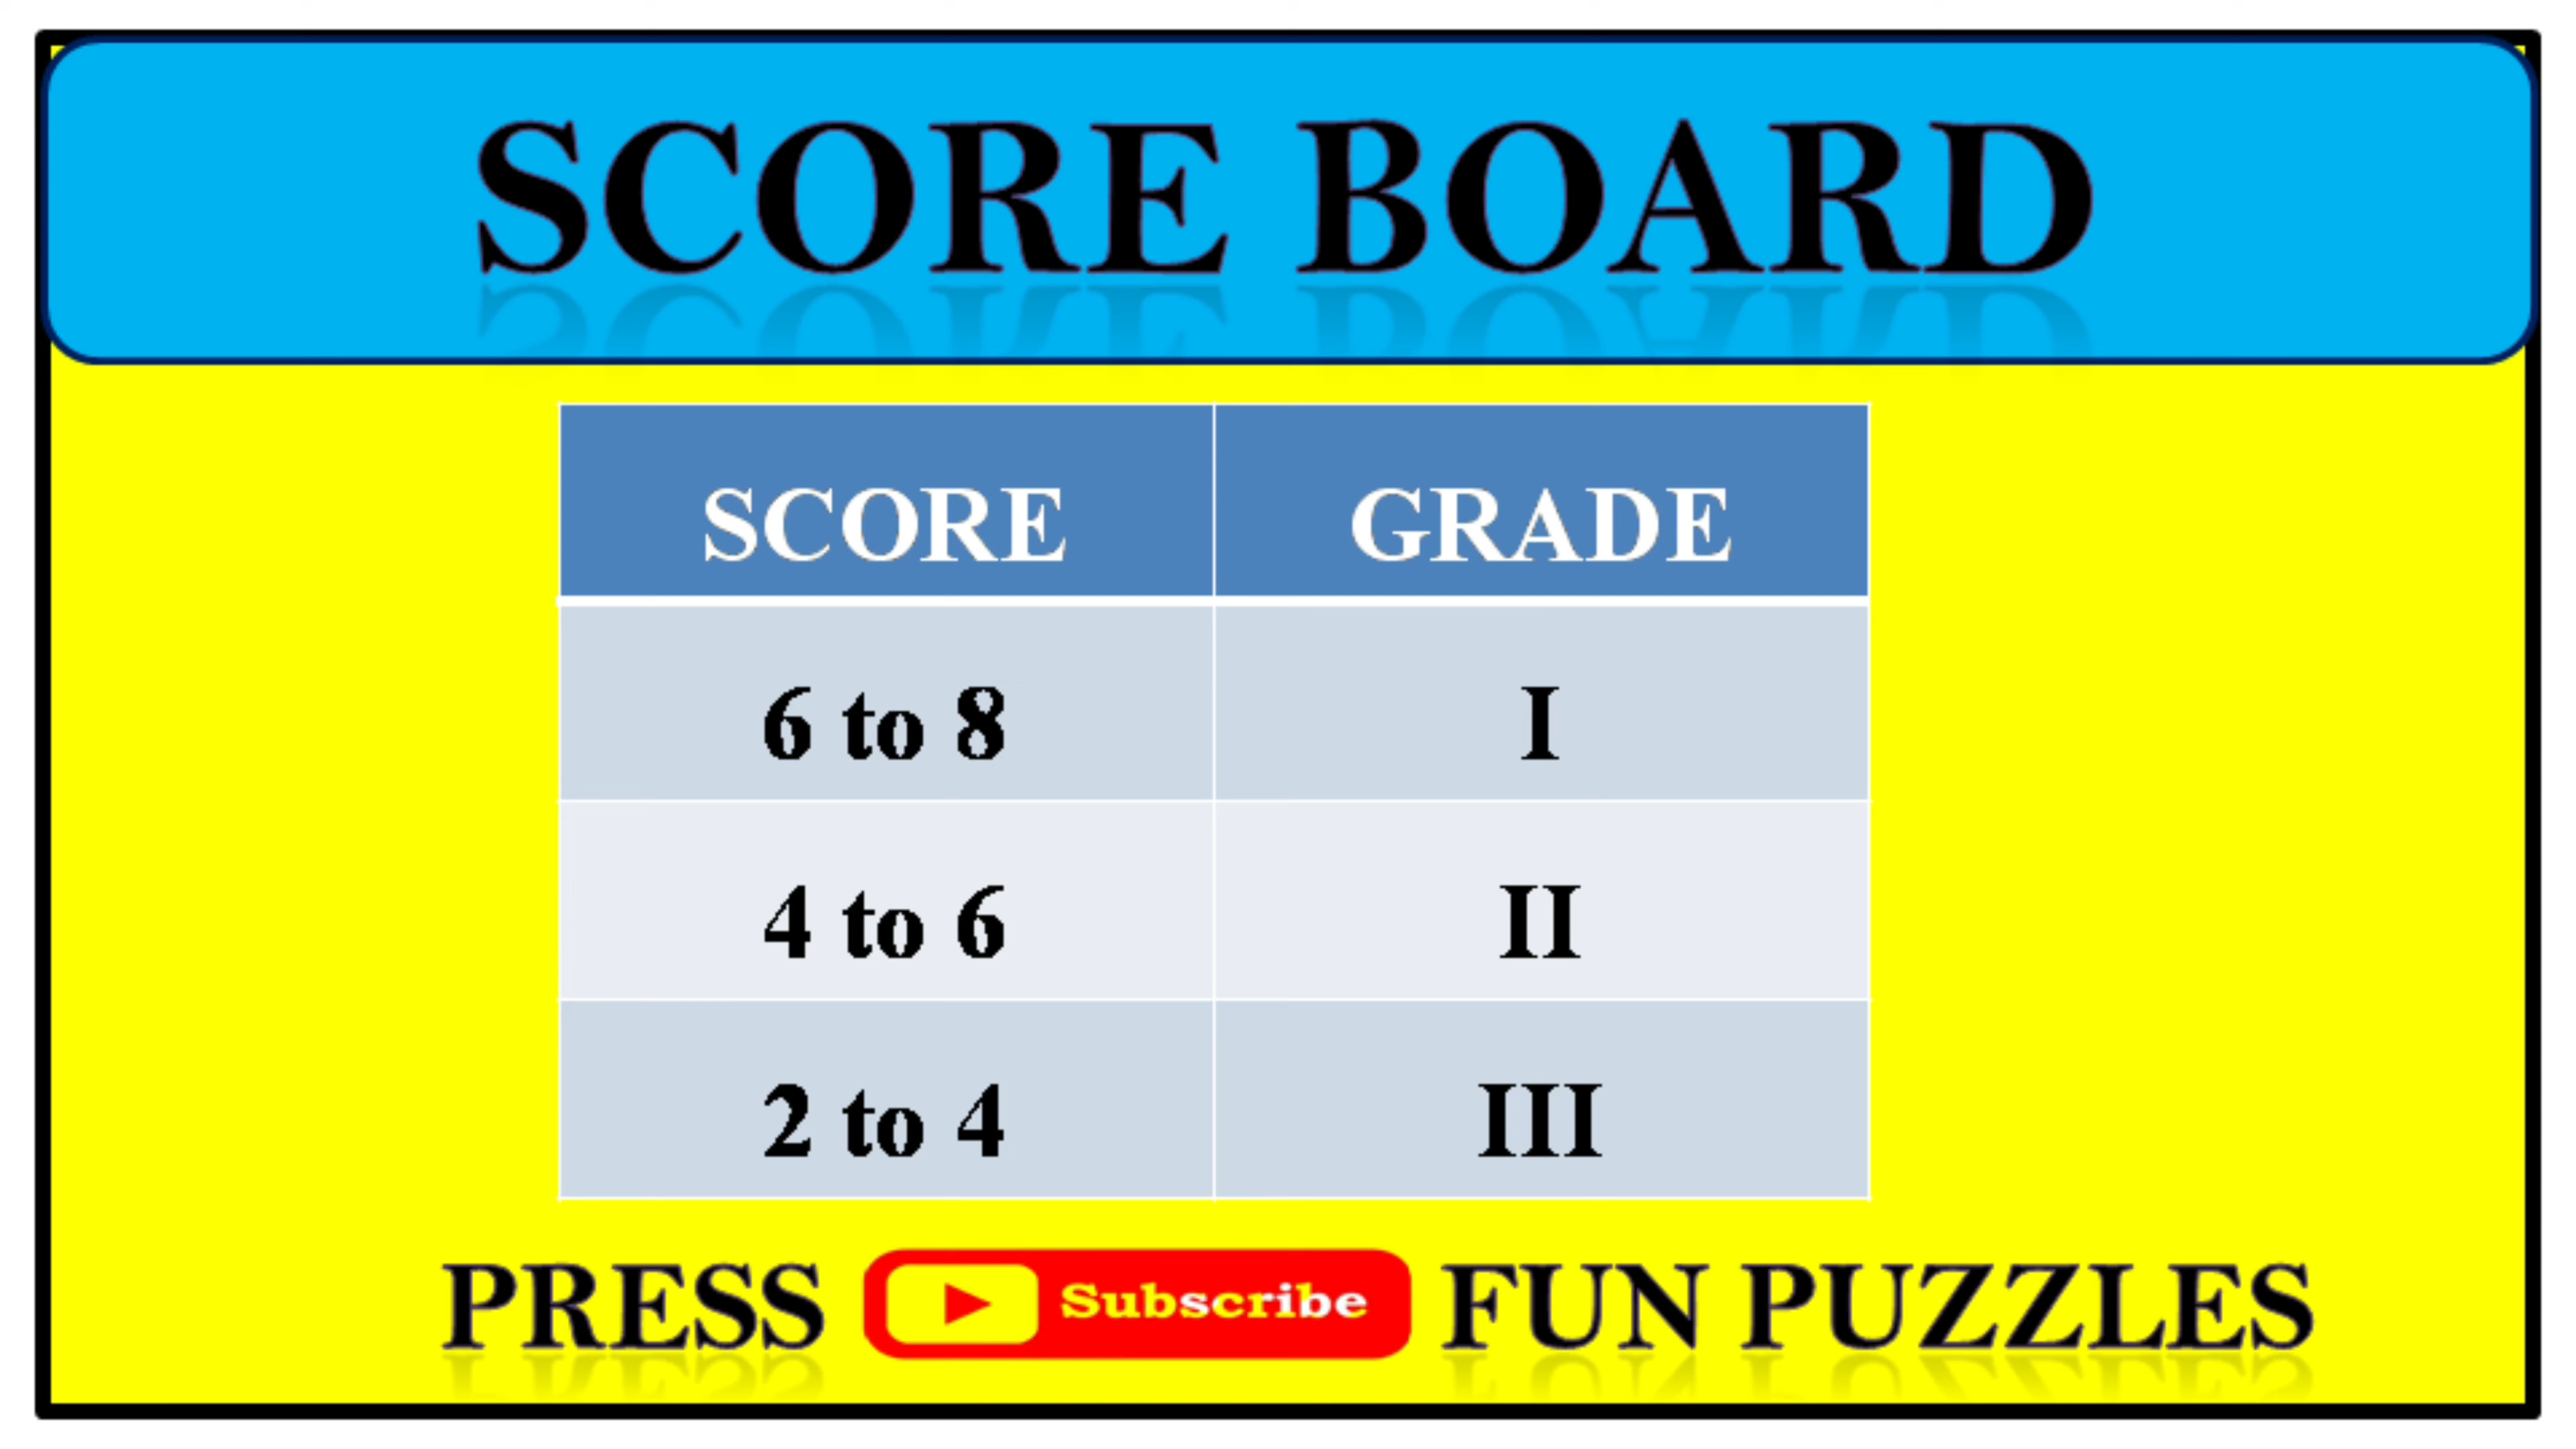 SCORE BOARD
SCORE GRADE
6 to 8 I
4 to 6 II
2 to 4 III
PRESS Subscribe FUN PUZZLES